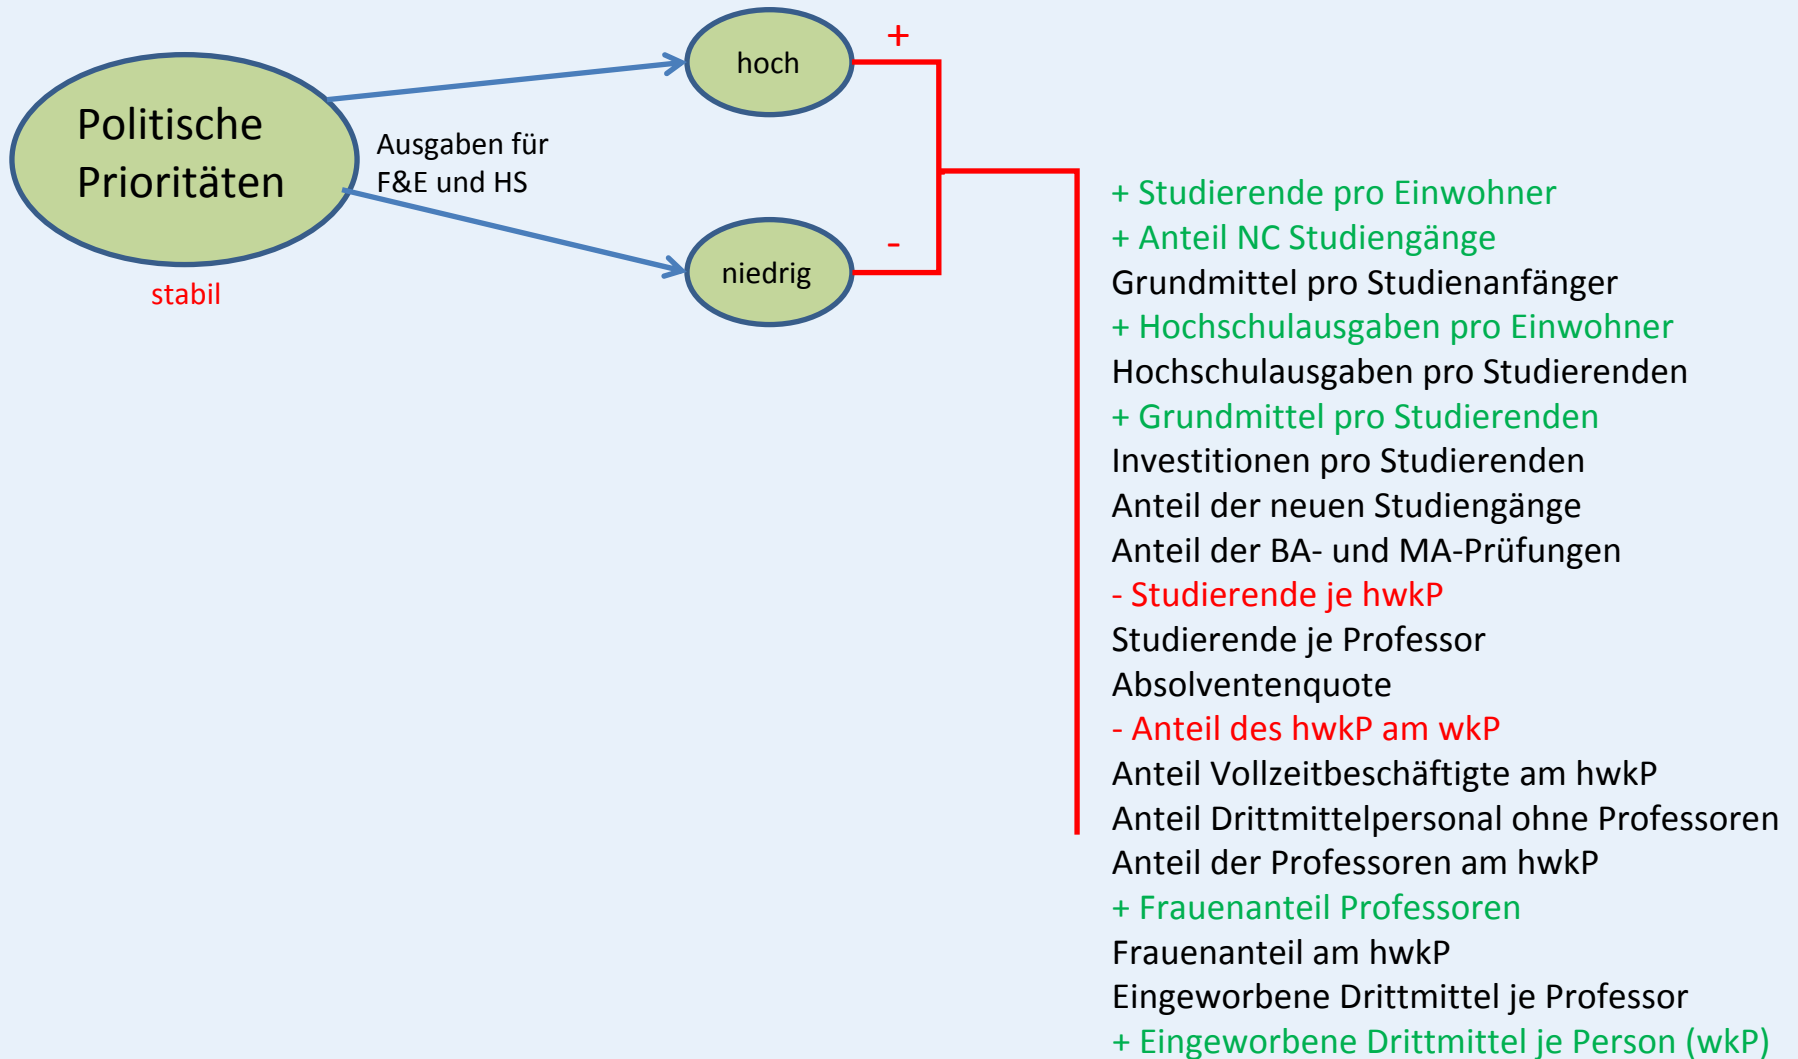 Politische
Prioritäten
stabil
Ausgaben für
F&E und HS
hoch
+
niedrig
-
+ Studierende pro Einwohner
+ Anteil NC Studiengänge
Grundmittel pro Studienanfänger
+ Hochschulausgaben pro Einwohner
Hochschulausgaben pro Studierenden
+ Grundmittel pro Studierenden
Investitionen pro Studierenden
Anteil der neuen Studiengänge
Anteil der BA- und MA-Prüfungen
- Studierende je hwkP
Studierende je Professor
Absolventenquote
- Anteil des hwkP am wkP
Anteil Vollzeitbeschäftigte am hwkP
Anteil Drittmittelpersonal ohne Professoren
Anteil der Professoren am hwkP
+ Frauenanteil Professoren
Frauenanteil am hwkP
Eingeworbene Drittmittel je Professor
+ Eingeworbene Drittmittel je Person (wkP)